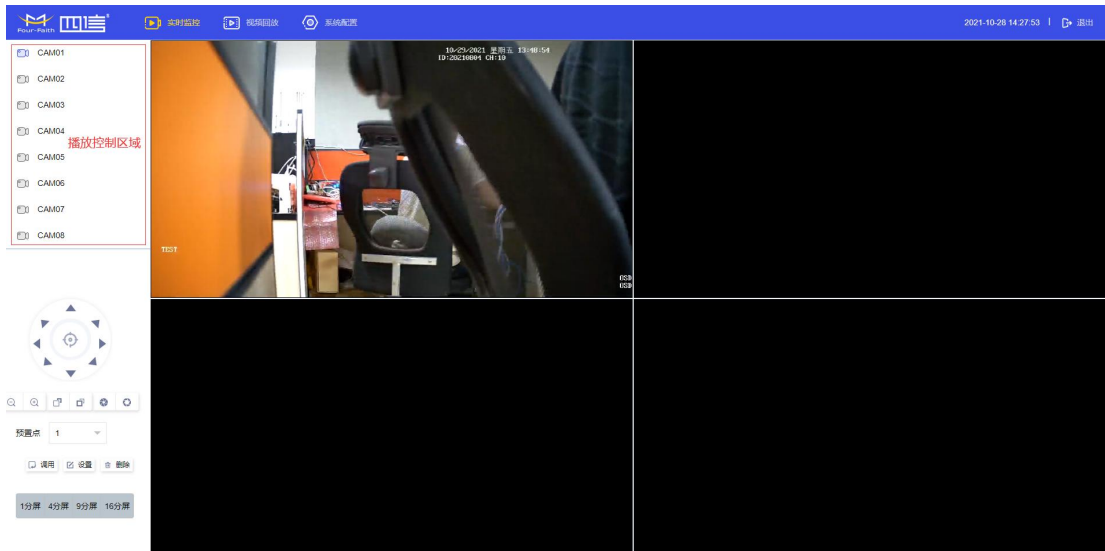 Four-Faith 四信
实时监控
视频回放
系统配置
2021-10-28 14:27:53
退出
CAM01
CAM02
CAM03
CAM04
播放控制区域
CAM05
CAM06
CAM07
CAM08
10/29/2021 星期五 13:48:54
ID:20210804 CH:19
TEST
OSD
OSD
预置点 1
调用 设置 删除
1分屏 4分屏 9分屏 16分屏